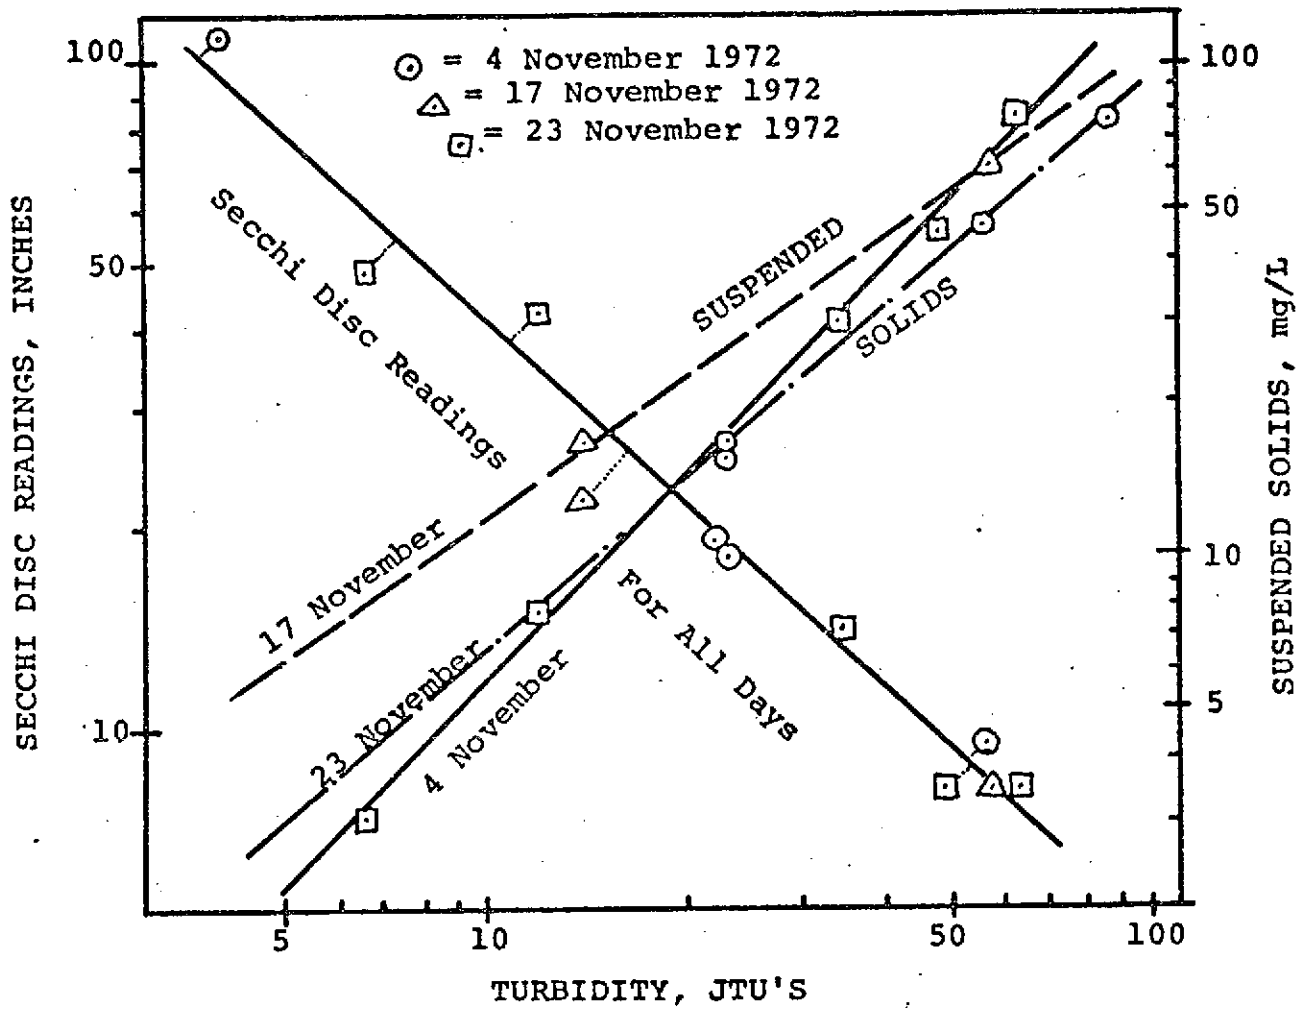 100
= 4 November 1972
= 17 November 1972
= 23 November 1972
100
SECCHI DISC READINGS, INCHES
50
10
Secchi Disc Readings
SUSPENDED
SOLIDS
17 November
23 November
4 November
For All Days
50
10
5
SUSPENDED SOLIDS, mg/L
5
10
50
100
TURBIDITY, JTU'S